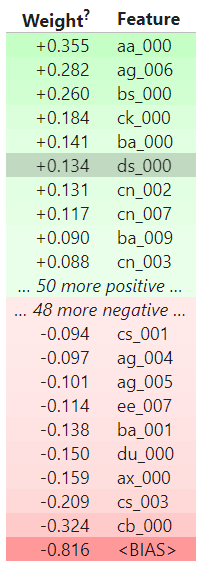 Weight? Feature
+0.355 aa_000
+0.282 ag_006
+0.260 bs_000
+0.184 ck_000
+0.141 ba_000
+0.134 ds_000
+0.131 cn_002
+0.117 cn_007
+0.090 ba_009
+0.088 cn_003
... 50 more positive ...
... 48 more negative ...
-0.094 cs_001
-0.097 ag_004
-0.101 ag_005
-0.114 ee_007
-0.138 ba_001
-0.150 du_000
-0.159 ax_000
-0.209 cs_003
-0.324 cb_000
-0.816 <BIAS>